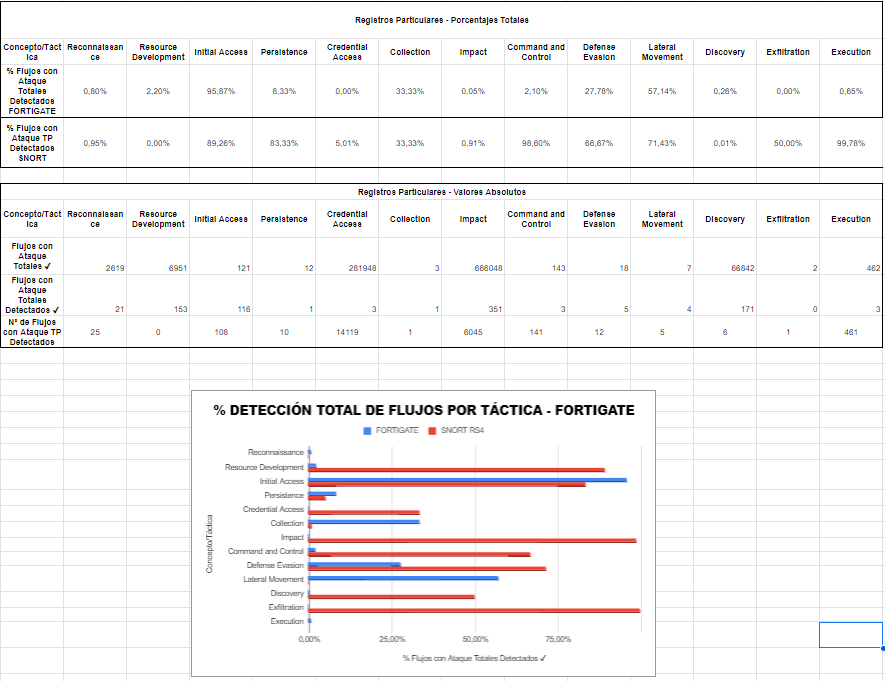 Registros Particulares - Porcentajes Totales
Concepto/Táctica Reconnaissance Resource Development Initial Access Persistence Credential Access Collection Impact Command and Control Defense Evasion Lateral Movement Discovery Exfiltration Execution
% Flujos con Ataque Totales Detectados FORTIGATE 0,80% 2,20% 95,87% 8,33% 0,00% 33,33% 0,05% 2,10% 27,78% 57,14% 0,26% 0,00% 0,65%
% Flujos con Ataque TP Detectados SNORT 0,95% 0,00% 89,26% 83,33% 5,01% 33,33% 0,91% 98,60% 66,67% 71,43% 0,01% 50,00% 99,78%
Registros Particulares - Valores Absolutos
Concepto/Táctica Reconnaissance Resource Development Initial Access Persistence Credential Access Collection Impact Command and Control Defense Evasion Lateral Movement Discovery Exfiltration Execution
Flujos con Ataque Totales ✓ 2619 6951 121 12 281948 3 666048 143 18 7 66842 2 462
Flujos con Ataque Totales Detectados ✓ 21 153 116 1 3 1 351 3 5 4 171 0 3
Nº de Flujos con Ataque TP Detectados 25 0 108 10 14119 1 6045 141 12 5 6 1 461
% DETECCIÓN TOTAL DE FLUJOS POR TÁCTICA - FORTIGATE
FORTIGATE SNORT RS4
Concepto/Táctica
Reconnaissance
Resource Development
Initial Access
Persistence
Credential Access
Collection
Impact
Command and Control
Defense Evasion
Lateral Movement
Discovery
Exfiltration
Execution
0,00% 25,00% 50,00% 75,00%
% Flujos con Ataque Totales Detectados ✓